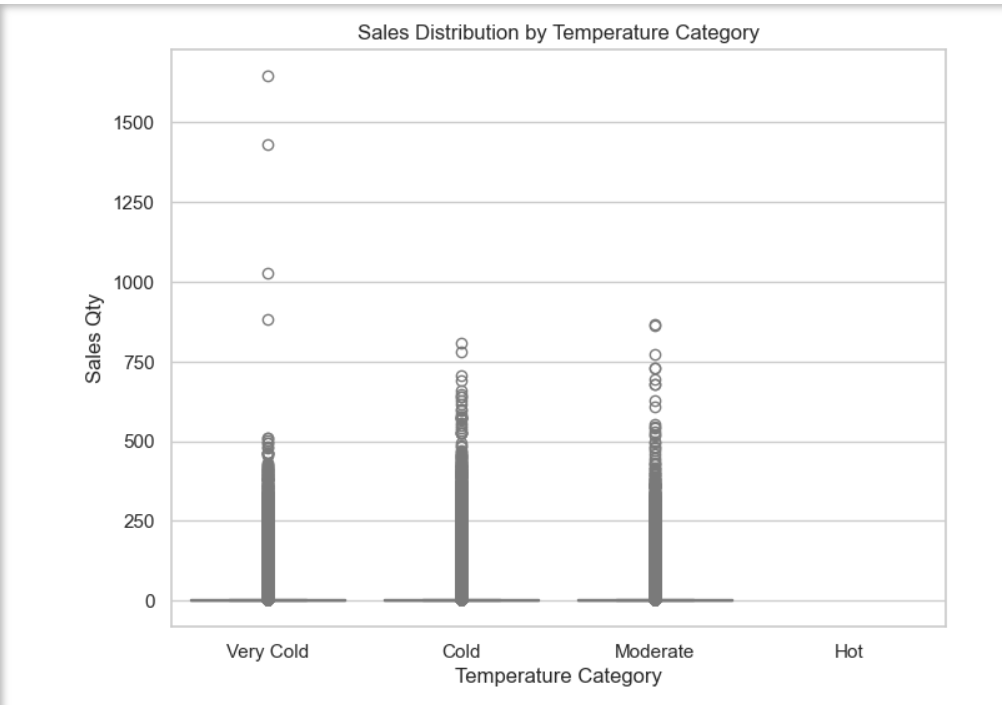 Sales Distribution by Temperature Category
1500
1250
1000
750
500
250
0
Sales Qty
Very Cold Cold Moderate Hot
Temperature Category